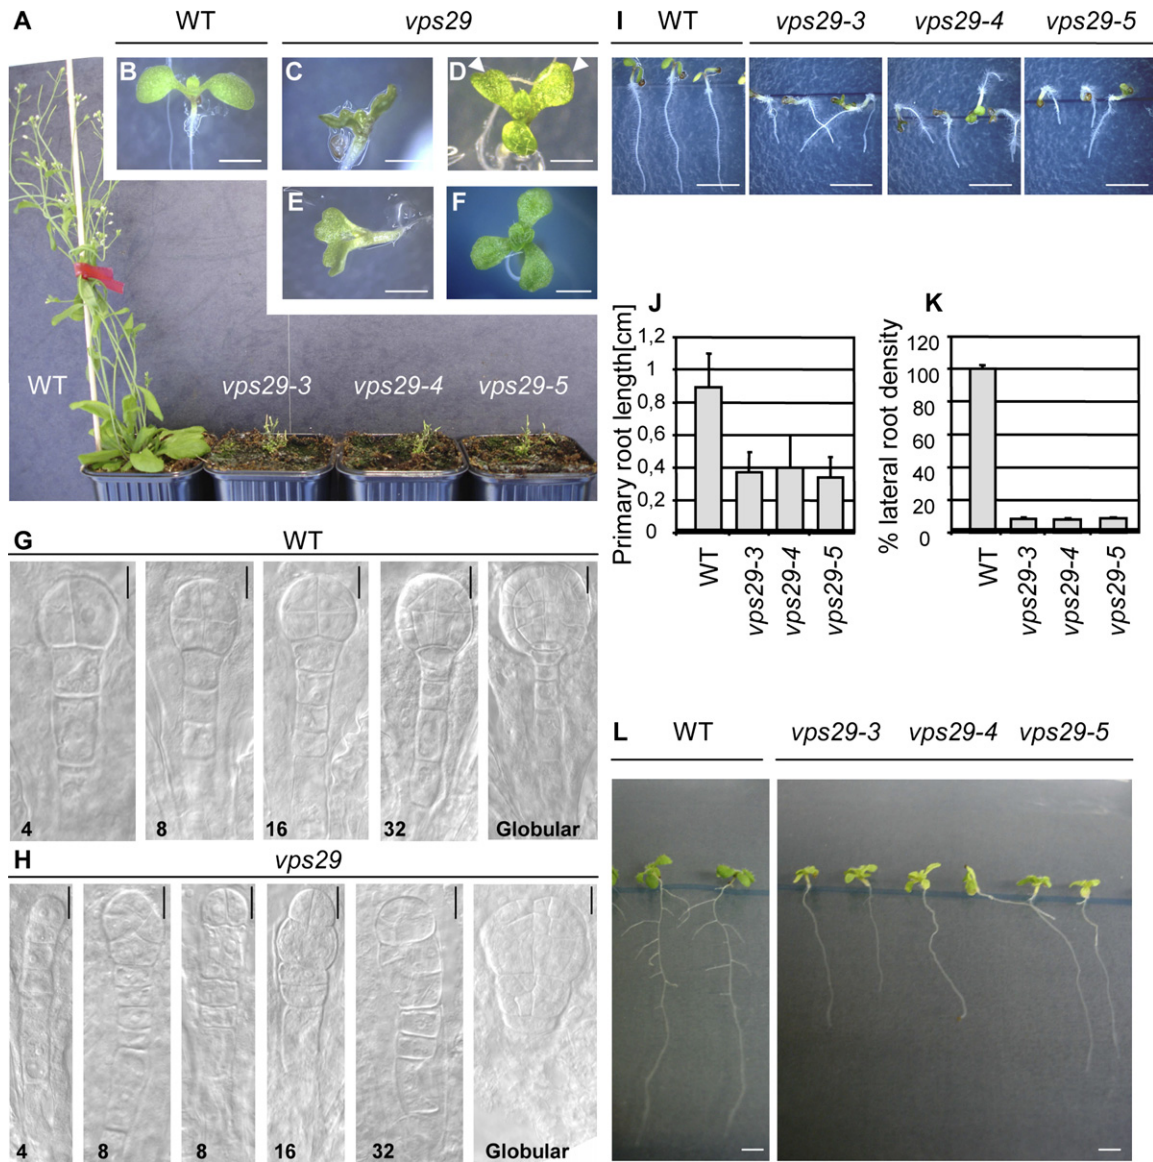 A
WT
vps29
B
C
D
E
F
WT
vps29-3
vps29-4
vps29-5
G
WT
4
8
16
32
Globular
H
vps29
4
8
8
16
32
Globular
I
WT
vps29-3
vps29-4
vps29-5
J
Primary root length[cm]
1,2
1
0,8
0,6
0,4
0,2
0
WT
vps29-3
vps29-4
vps29-5
K
% lateral root density
120
100
80
60
40
20
0
WT
vps29-3
vps29-4
vps29-5
L
WT
vps29-3
vps29-4
vps29-5